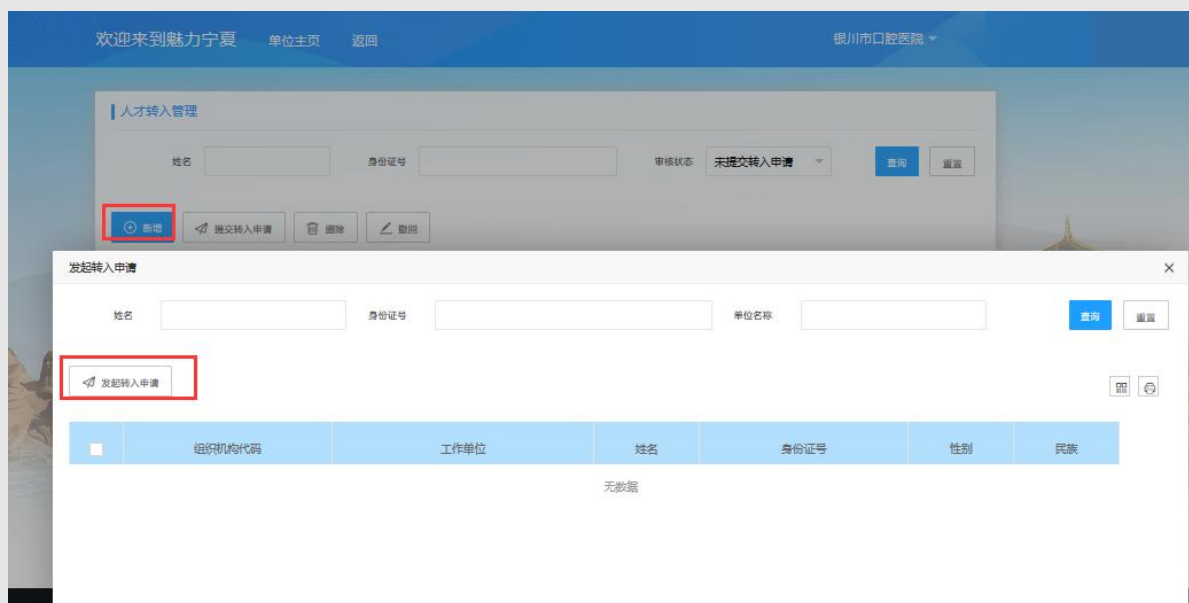 欢迎来到魅力宁夏 单位主页 返回 银川市口腔医院
人才转入管理
姓名 身份证号 审核状态 未提交转入申请 查询 重置
新增 提交转入申请 删除 撤回
发起转入申请
姓名 身份证号 单位名称 查询 重置
发起转入申请
组织机构代码 工作单位 姓名 身份证号 性别 民族
无数据